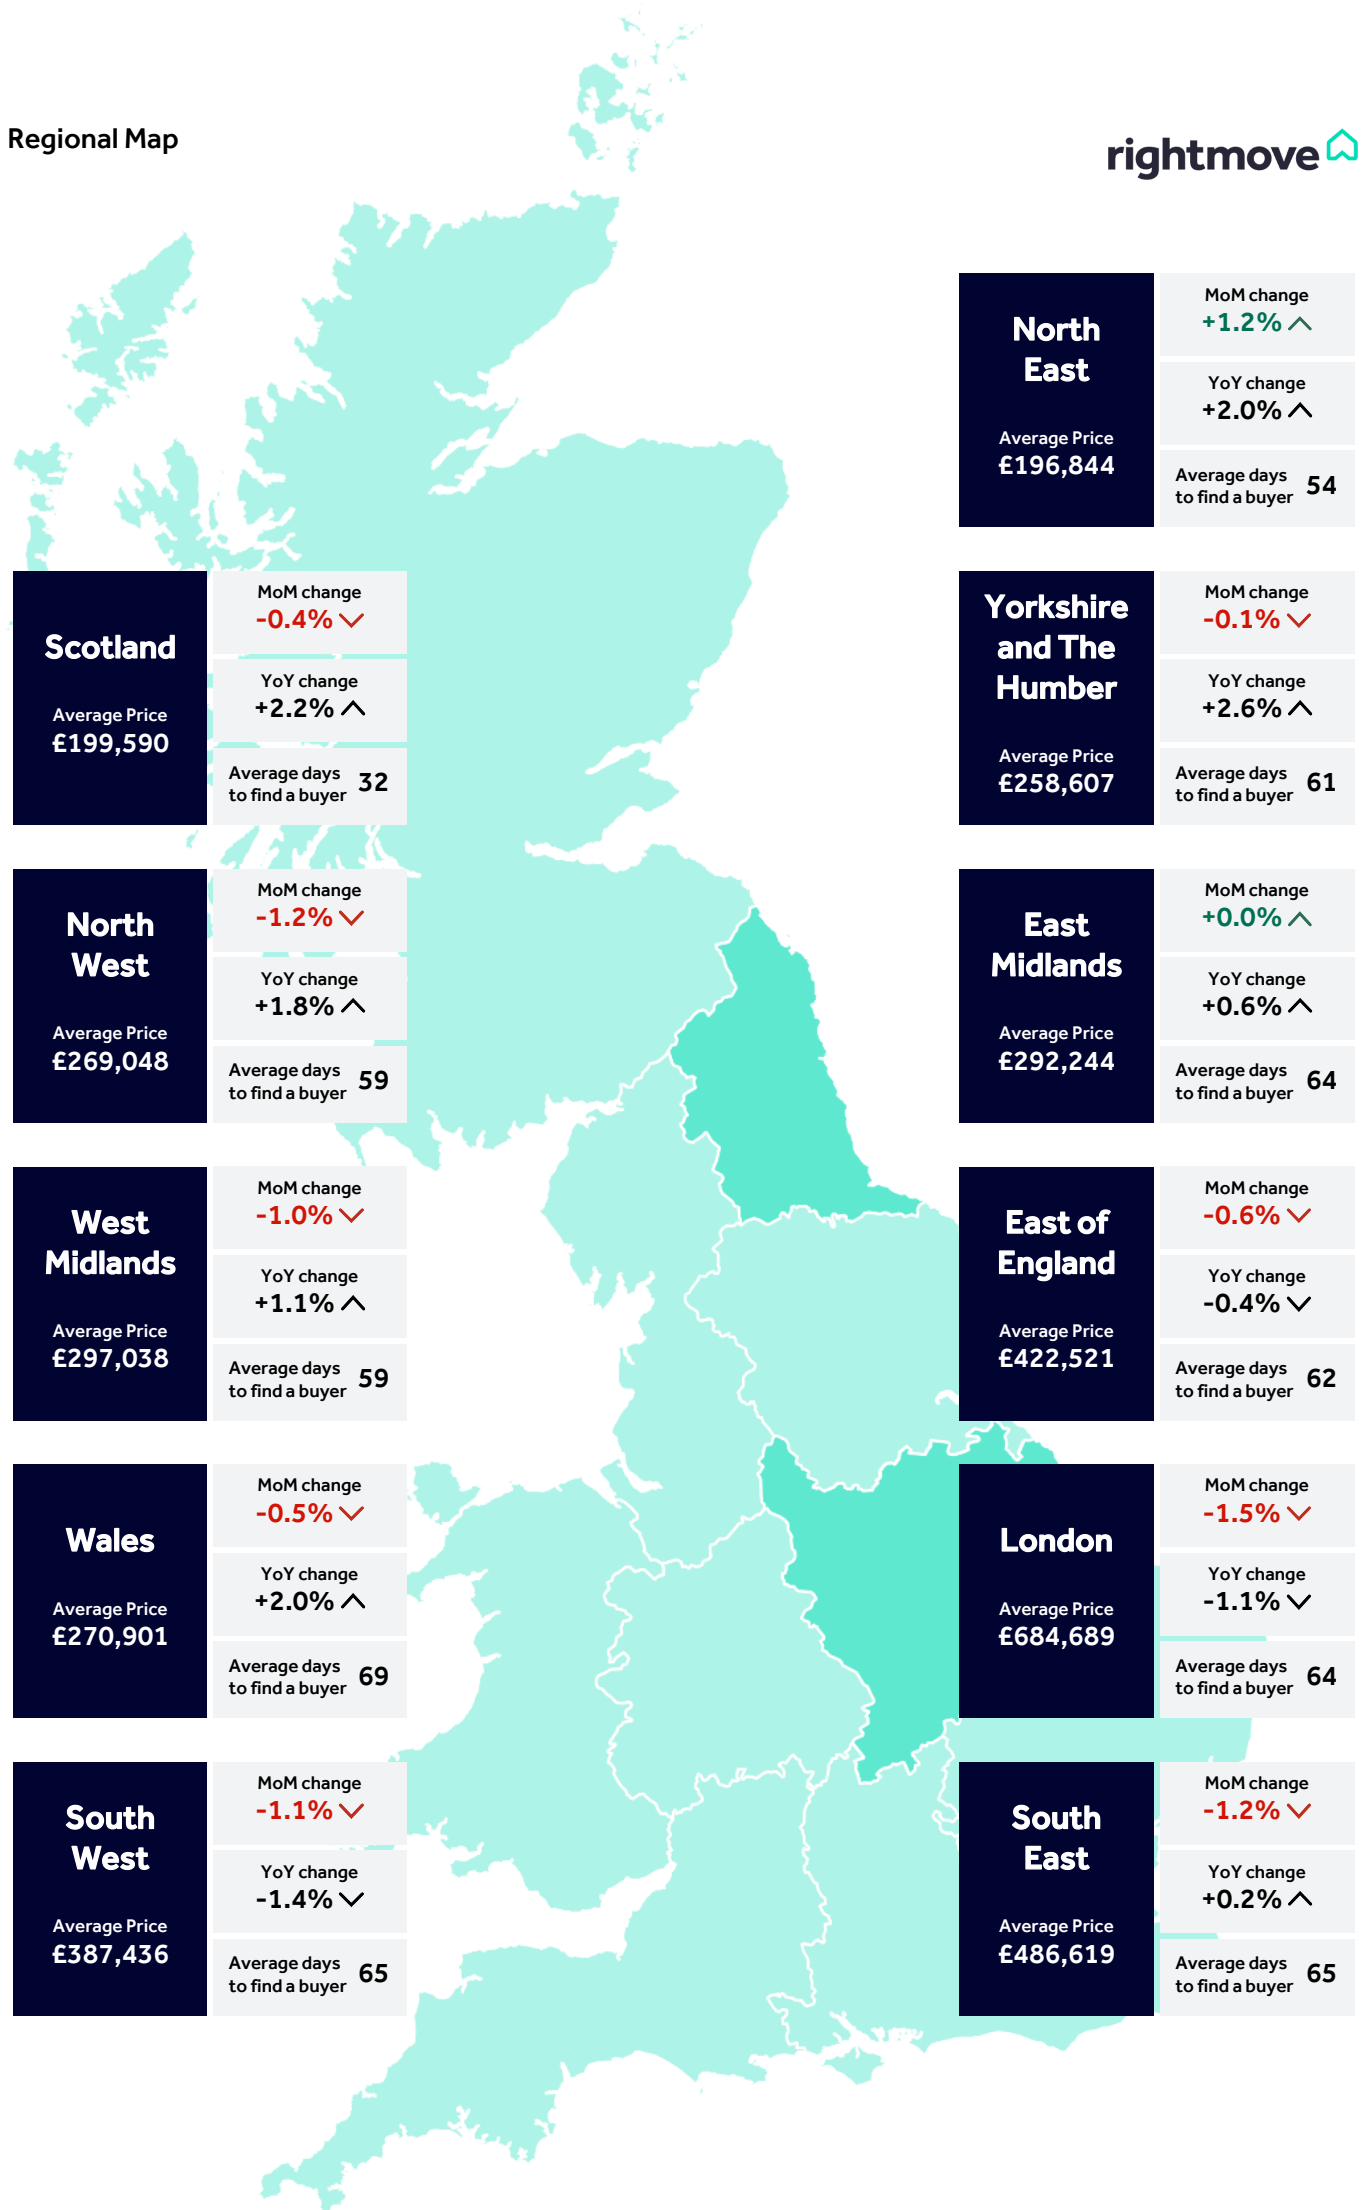 Regional Map
rightmove
North
East
Average Price
£196,844
MoM change
+1.2%
YoY change
+2.0%
Average days
to find a buyer 54
Scotland
Average Price
£199,590
MoM change
-0.4%
YoY change
+2.2%
Average days
to find a buyer 32
Yorkshire
and The
Humber
Average Price
£258,607
MoM change
-0.1%
YoY change
+2.6%
Average days
to find a buyer 61
North
West
Average Price
£269,048
MoM change
-1.2%
YoY change
+1.8%
Average days
to find a buyer 59
East
Midlands
Average Price
£292,244
MoM change
+0.0%
YoY change
+0.6%
Average days
to find a buyer 64
West
Midlands
Average Price
£297,038
MoM change
-1.0%
YoY change
+1.1%
Average days
to find a buyer 59
East of
England
Average Price
£422,521
MoM change
-0.6%
YoY change
-0.4%
Average days
to find a buyer 62
Wales
Average Price
£270,901
MoM change
-0.5%
YoY change
+2.0%
Average days
to find a buyer 69
London
Average Price
£684,689
MoM change
-1.5%
YoY change
-1.1%
Average days
to find a buyer 64
South
West
Average Price
£387,436
MoM change
-1.1%
YoY change
-1.4%
Average days
to find a buyer 65
South
East
Average Price
£486,619
MoM change
-1.2%
YoY change
+0.2%
Average days
to find a buyer 65